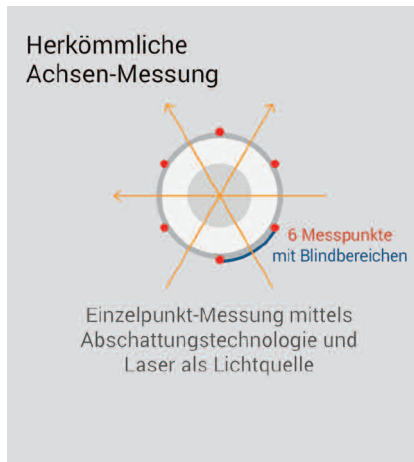 Herkömmliche
Achsen-Messung
6 Messpunkte
mit Blindbereichen
Einzelpunkt-Messung mittels
Abschattungstechnologie und
Laser als Lichtquelle